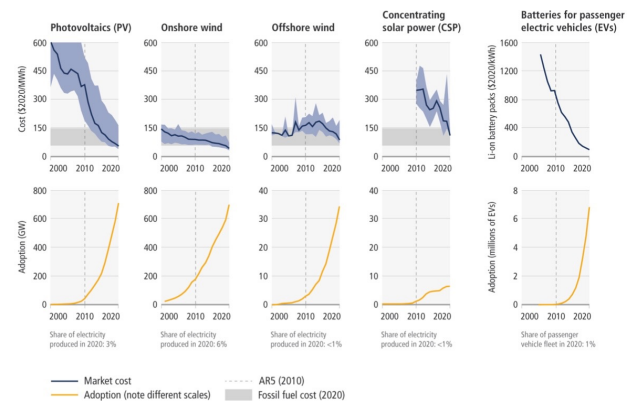 Photovoltaics (PV)
Onshore wind
Offshore wind
Concentrating
solar power (CSP)
Batteries for passenger
electric vehicles (EVs)
Cost ($2020/MWh)
600
450
300
150
0
2000 2010 2020
600
450
300
150
0
2000 2010 2020
600
450
300
150
0
2000 2010 2020
600
450
300
150
0
2000 2010 2020
Li-on battery packs ($2020/kWh)
1600
1200
800
400
0
2000 2010 2020
Adoption (GW)
800
600
400
200
0
2000 2010 2020
800
600
400
200
0
2000 2010 2020
40
30
20
10
0
2000 2010 2020
40
30
20
10
0
2000 2010 2020
Adoption (millions of EVs)
8
6
4
2
0
2000 2010 2020
Share of electricity
produced in 2020: 3%
Share of electricity
produced in 2020: 6%
Share of electricity
produced in 2020: <1%
Share of electricity
produced in 2020: <1%
Share of passenger
vehicle fleet in 2020: 1%
Market cost
Adoption (note different scales)
AR5 (2010)
Fossil fuel cost (2020)